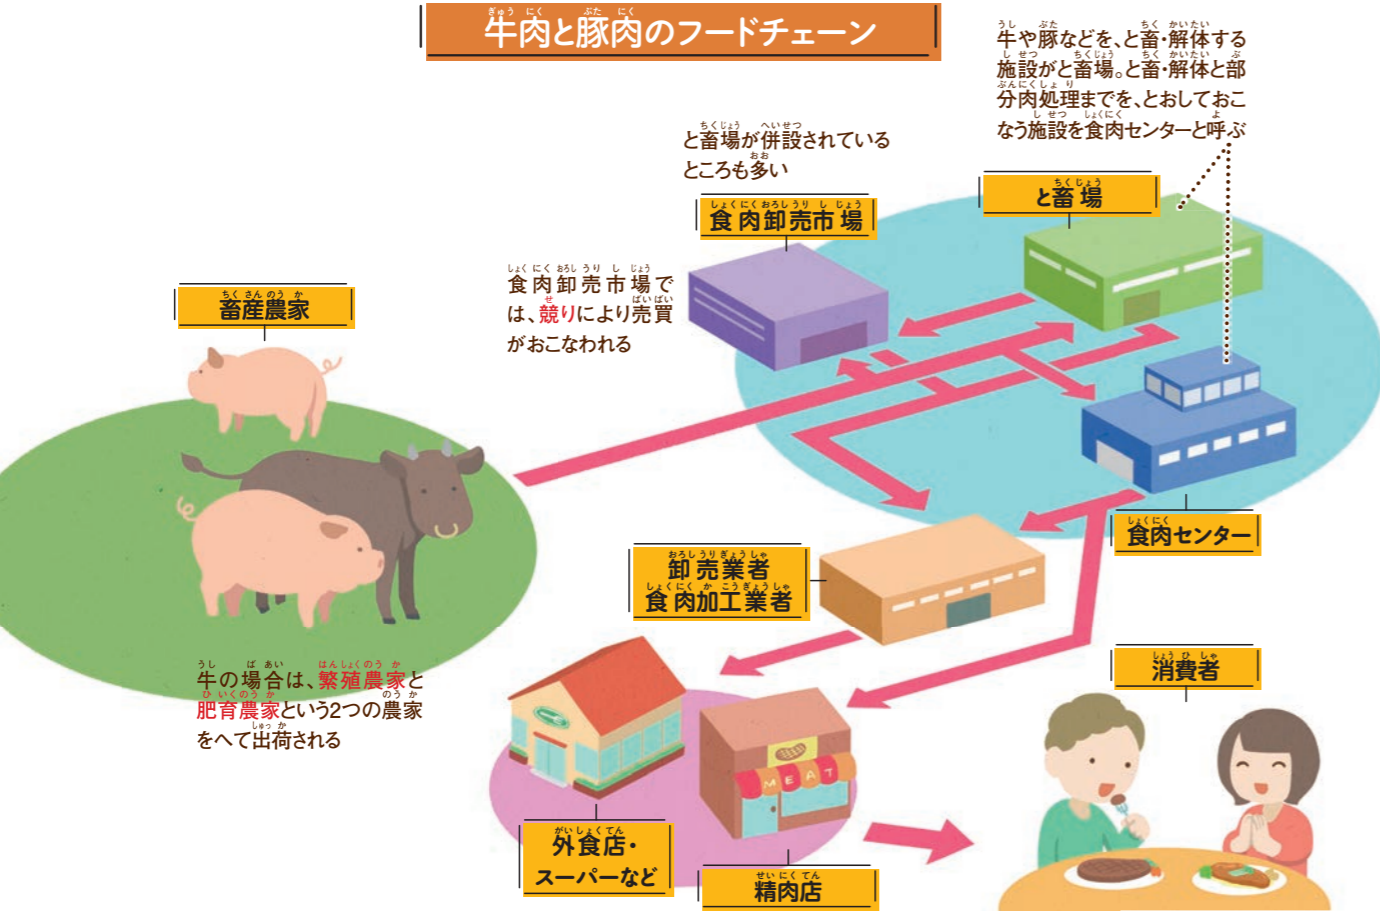 牛肉と豚肉のフードチェーン
牛や豚などを、と畜・解体する
施設がと畜場。と畜・解体と部
分肉処理までを、とおしておこ
なう施設を食肉センターと呼ぶ
と畜場が併設されている
ところも多い
と畜場
食肉卸売市場
食肉卸売市場で
は、競りにより売買
がおこなわれる
畜産農家
食肉センター
卸売業者
食肉加工業者
牛の場合は、繁殖農家と
肥育農家という2つの農家
をへて出荷される
消費者
MEAT
外食店・
スーパーなど
精肉店